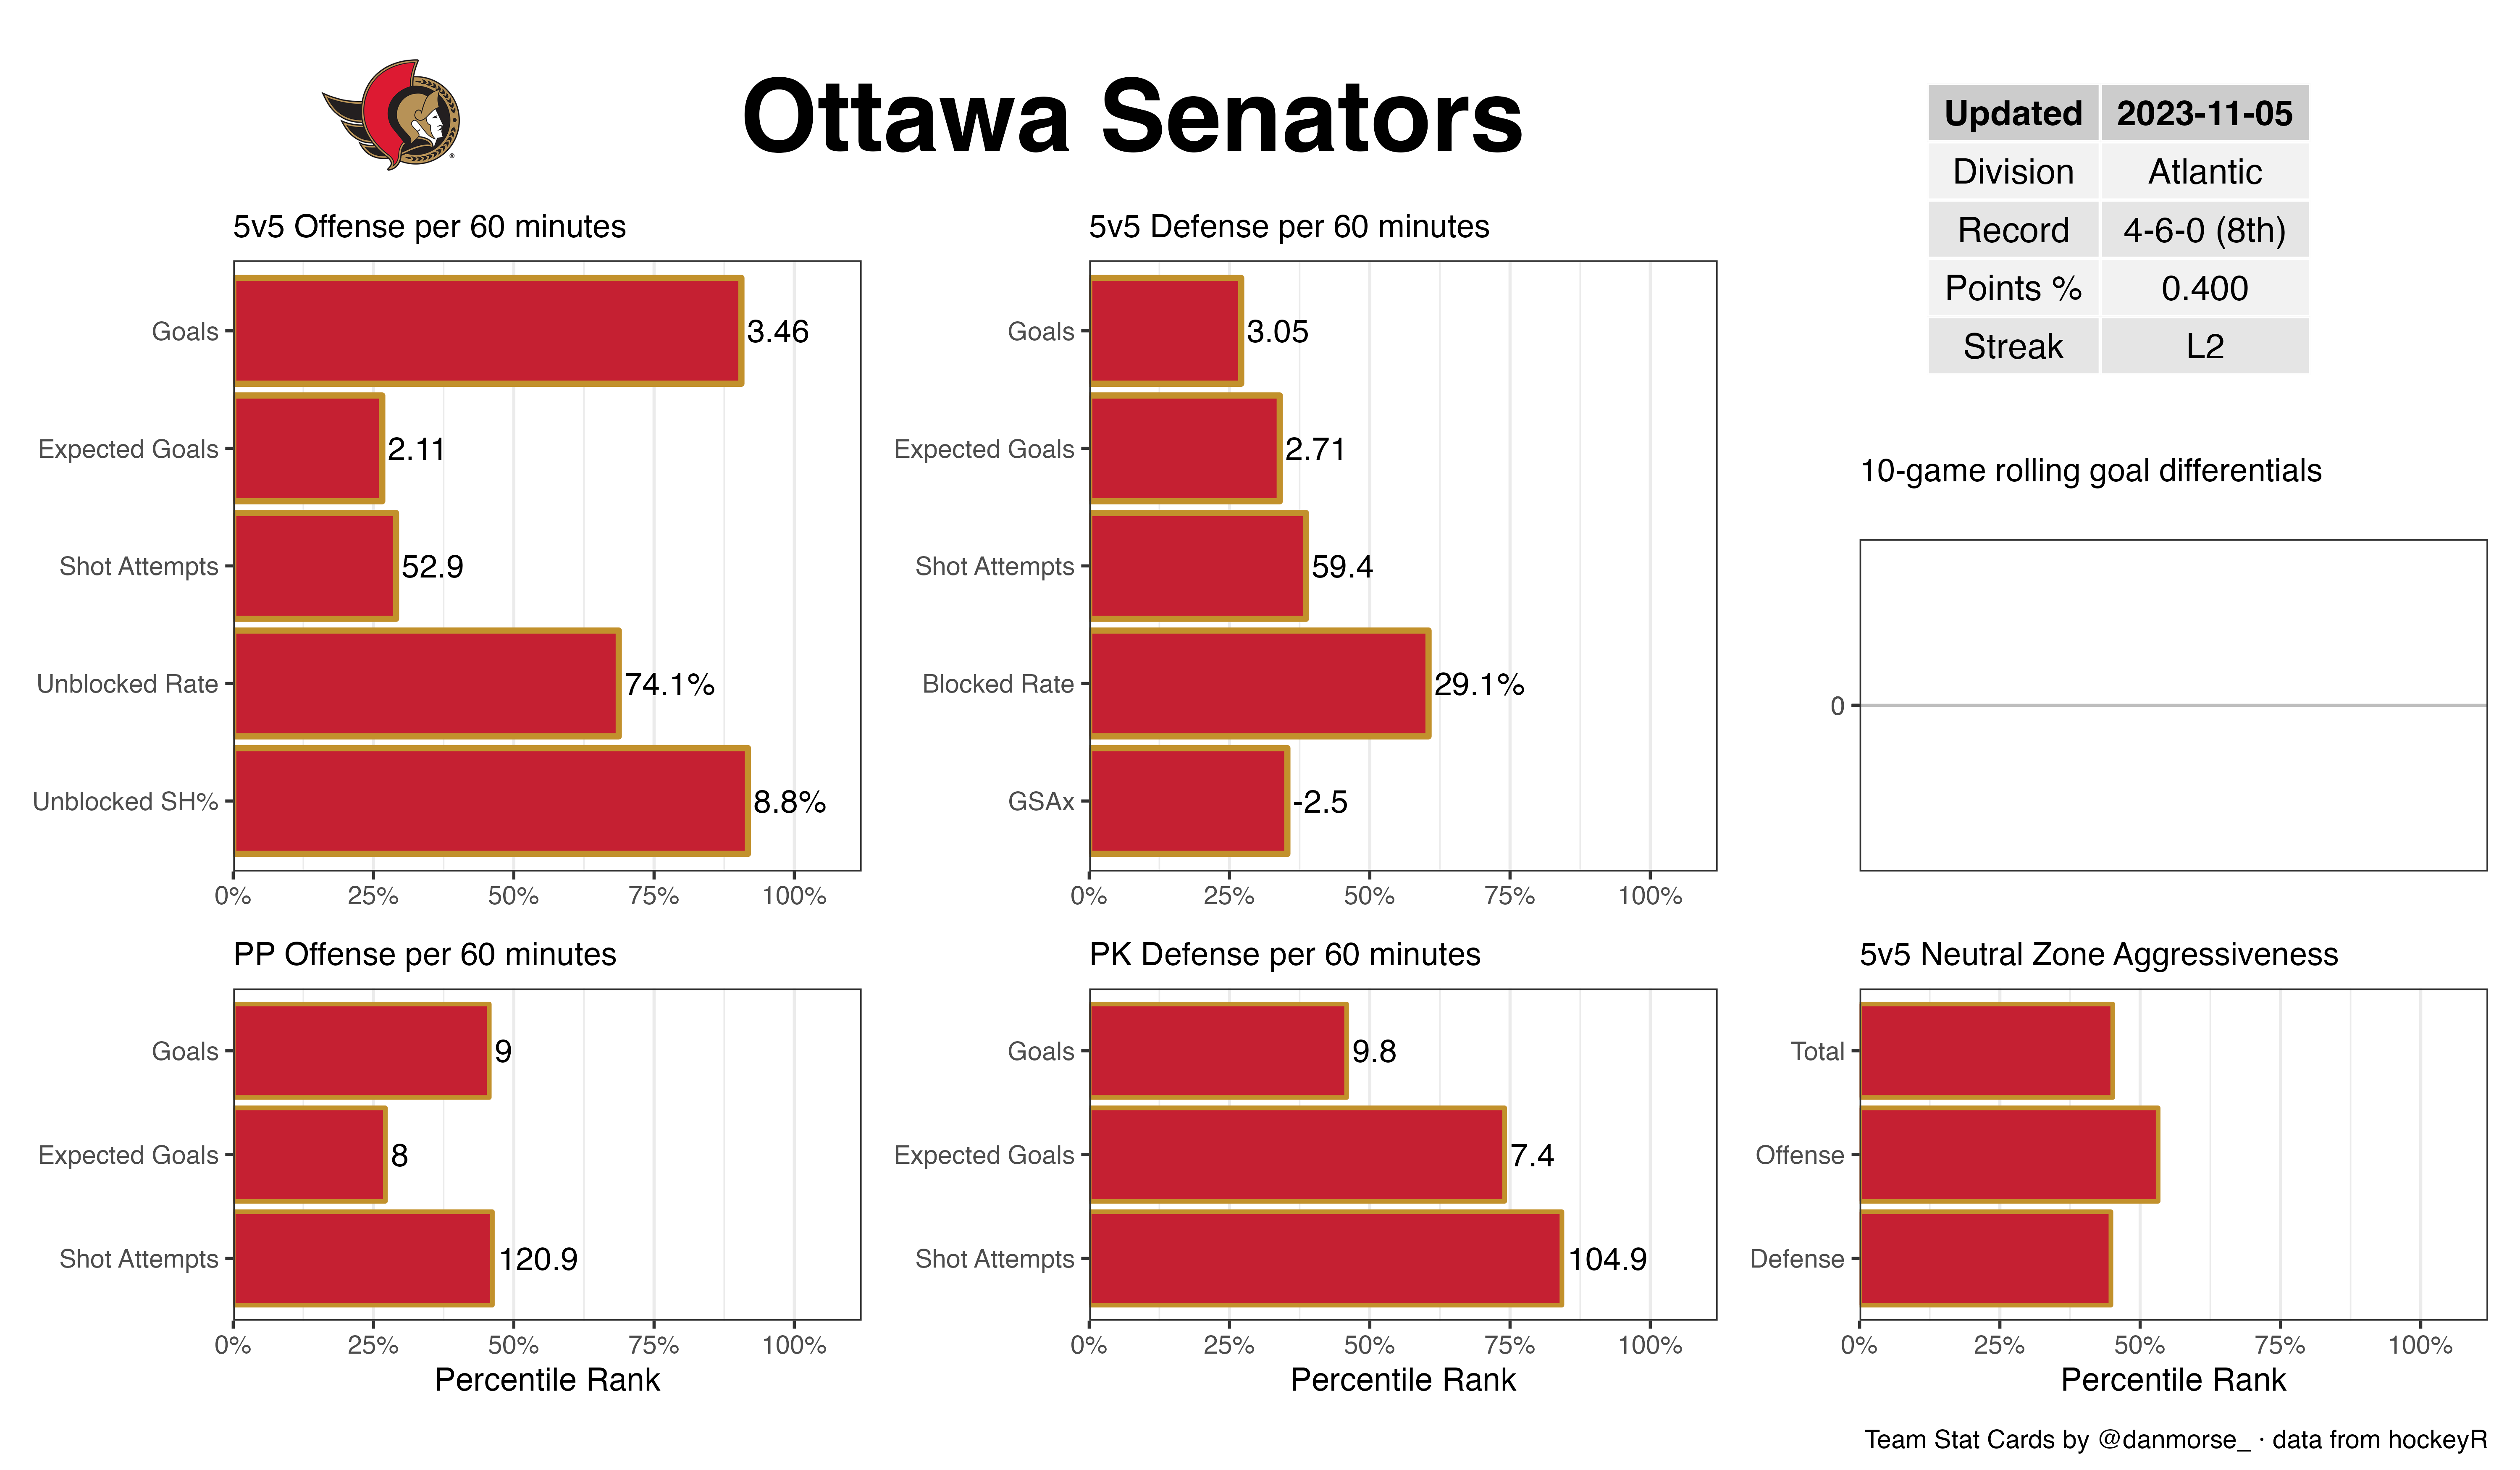 Ottawa Senators
Updated 2023-11-05
Division Atlantic
Record 4-6-0 (8th)
Points % 0.400
Streak L2
5v5 Offense per 60 minutes
Goals 3.46
Expected Goals 2.11
Shot Attempts 52.9
Unblocked Rate 74.1%
Unblocked SH% 8.8%
0% 25% 50% 75% 100%
5v5 Defense per 60 minutes
Goals 3.05
Expected Goals 2.71
Shot Attempts 59.4
Blocked Rate 29.1%
GSAx -2.5
0% 25% 50% 75% 100%
10-game rolling goal differentials
0
PP Offense per 60 minutes
Goals 9
Expected Goals 8
Shot Attempts 120.9
0% 25% 50% 75% 100%
Percentile Rank
PK Defense per 60 minutes
Goals 9.8
Expected Goals 7.4
Shot Attempts 104.9
0% 25% 50% 75% 100%
Percentile Rank
5v5 Neutral Zone Aggressiveness
Total
Offense
Defense
0% 25% 50% 75% 100%
Percentile Rank
Team Stat Cards by @danmorse_ · data from hockeyR